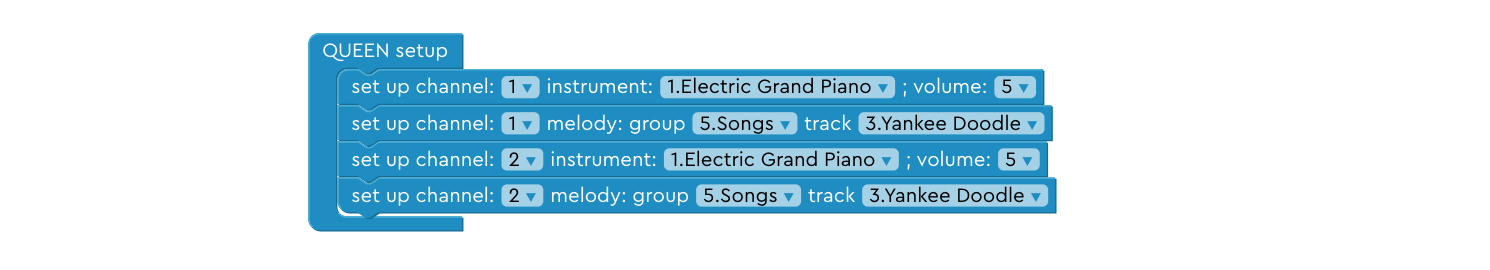 QUEEN setup
set up channel: 1 ▼ instrument: 1.Electric Grand Piano ▼ ; volume: 5 ▼
set up channel: 1 ▼ melody: group 5.Songs ▼ track 3.Yankee Doodle ▼
set up channel: 2 ▼ instrument: 1.Electric Grand Piano ▼ ; volume: 5 ▼
set up channel: 2 ▼ melody: group 5.Songs ▼ track 3.Yankee Doodle ▼